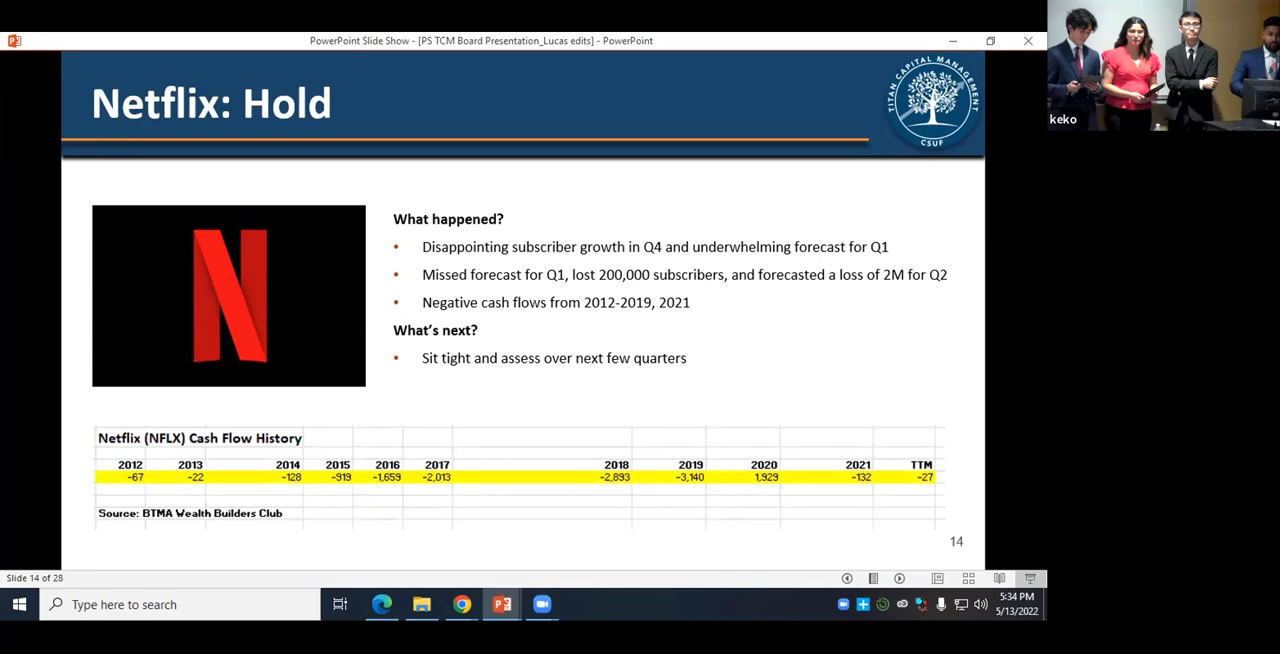 PowerPoint Slide Show - [PS TCM Board Presentation_Lucas edits] - PowerPoint
keko
Netflix: Hold
TITAN CAPITAL MANAGEMENT
CSUF
What happened?
• Disappointing subscriber growth in Q4 and underwhelming forecast for Q1
• Missed forecast for Q1, lost 200,000 subscribers, and forecasted a loss of 2M for Q2
• Negative cash flows from 2012-2019, 2021
What's next?
• Sit tight and assess over next few quarters
Netflix (NFLX) Cash Flow History
2012 2013 2014 2015 2016 2017 2018 2019 2020 2021 TTM
-67 -22 -128 -919 -1,659 -2,013 -2,893 -3,140 1,929 -132 -27
Source: BTMA Wealth Builders Club
14
Slide 14 of 28
Type here to search
5:34 PM
5/13/2022